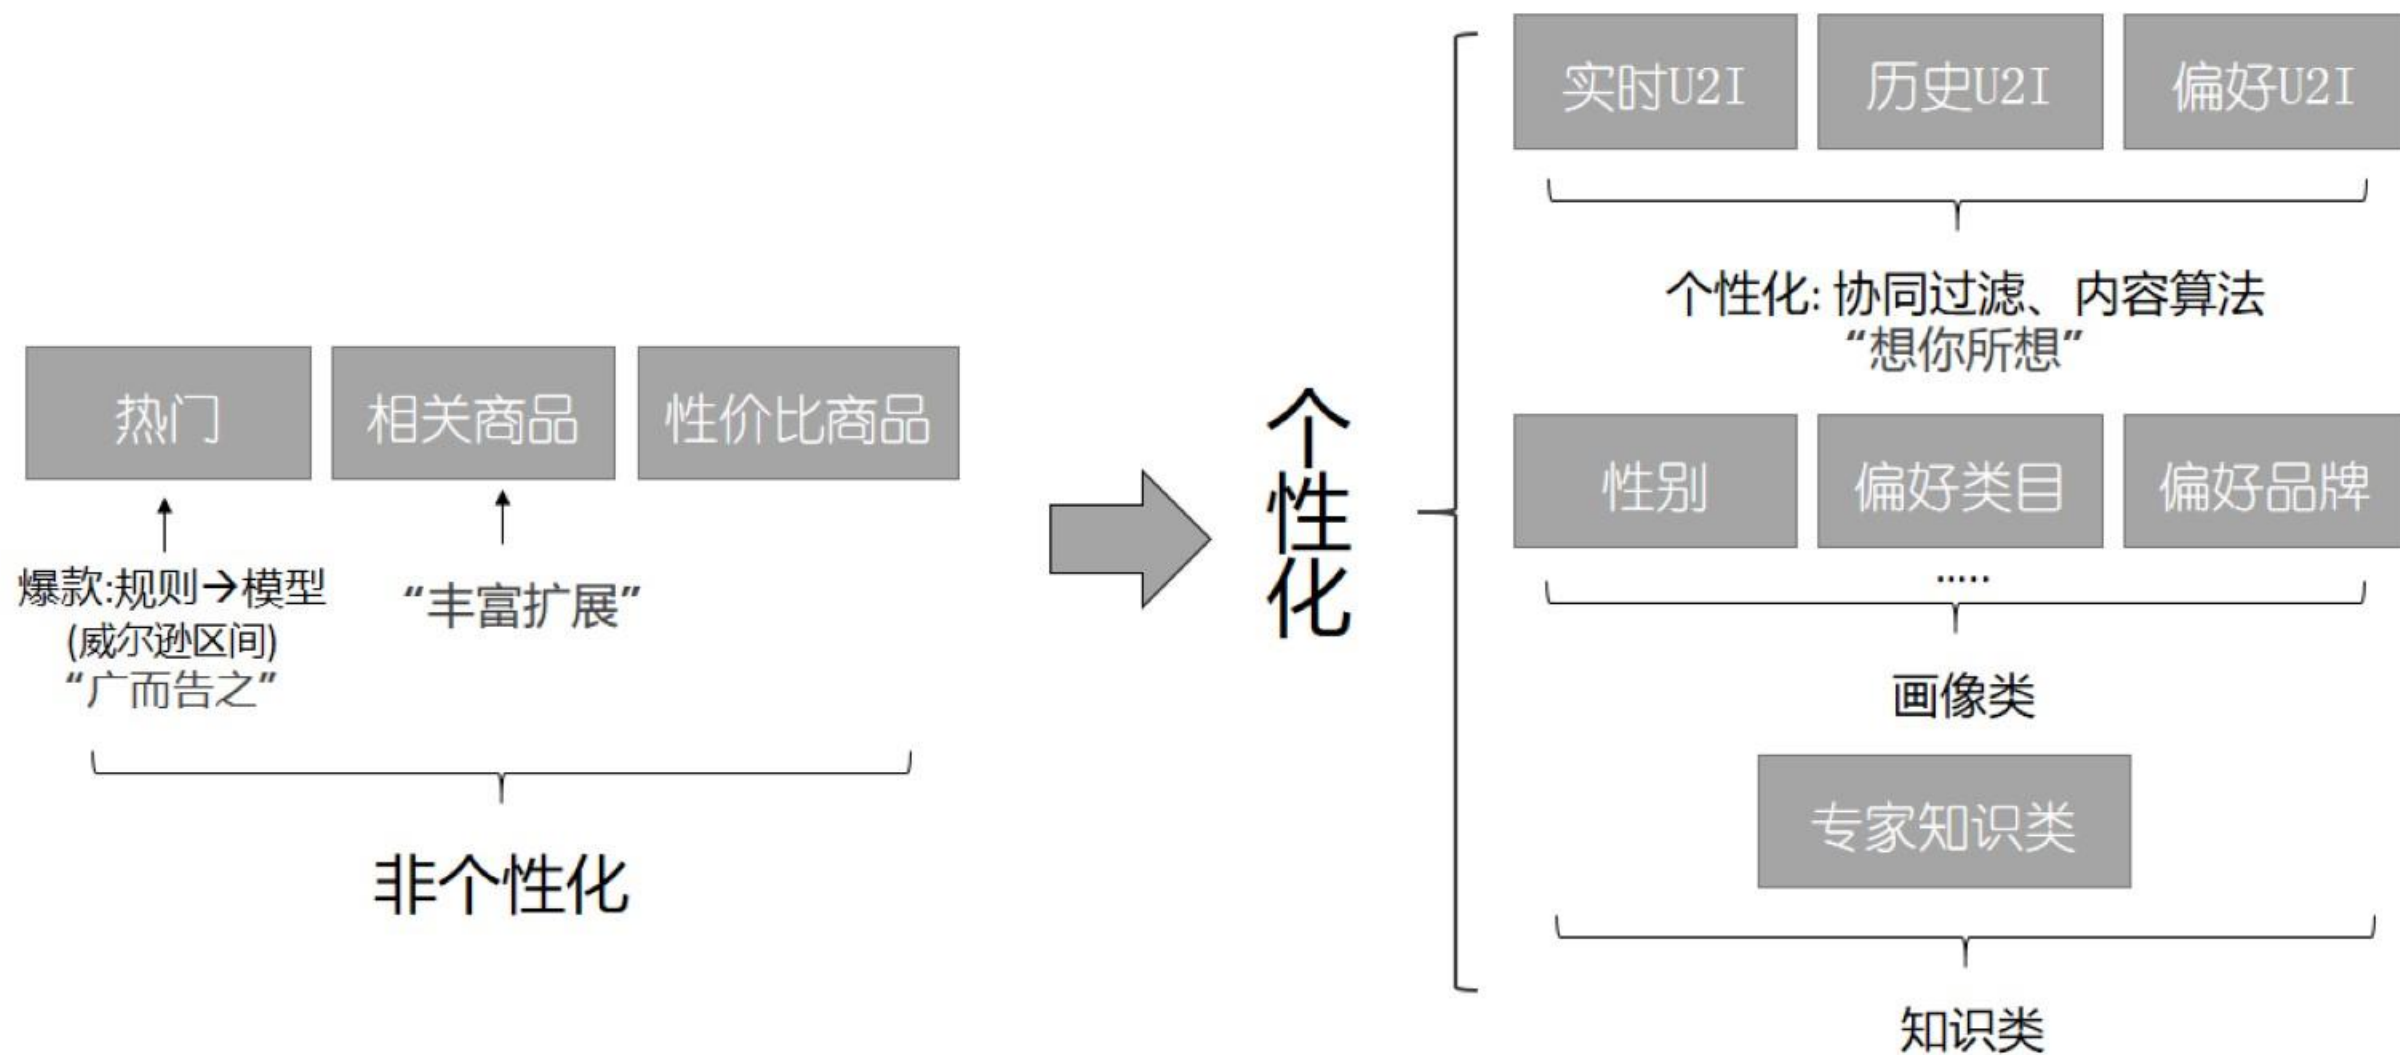 热门
相关商品
性价比商品
爆款:规则→模型
(威尔逊区间)
“广而告之”
“丰富扩展”
非个性化
个性化
实时U2I
历史U2I
偏好U2I
个性化: 协同过滤、内容算法
“想你所想”
性别
偏好类目
偏好品牌
·····
画像类
专家知识类
知识类